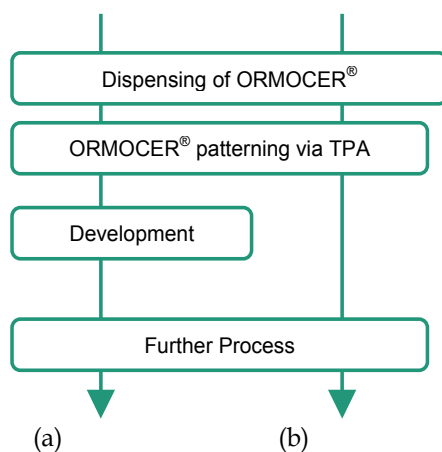 Dispensing of ORMOCER®
ORMOCER® patterning via TPA
Development
Further Process
(a) (b)